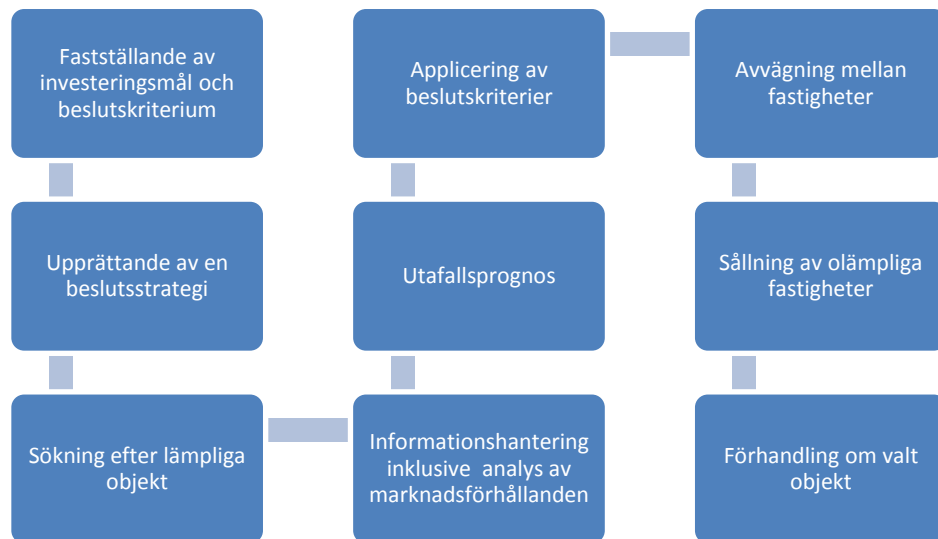 Fastställande av
investeringsmål och
beslutskriterium
Upprättande av en
beslutsstrategi
Sökning efter lämpliga
objekt
Informationshantering
inklusive analys av
marknadsförhållanden
Utafallsprognos
Applicering av
beslutskriterier
Avvägning mellan
fastigheter
Sållning av olämpliga
fastigheter
Förhandling om valt
objekt